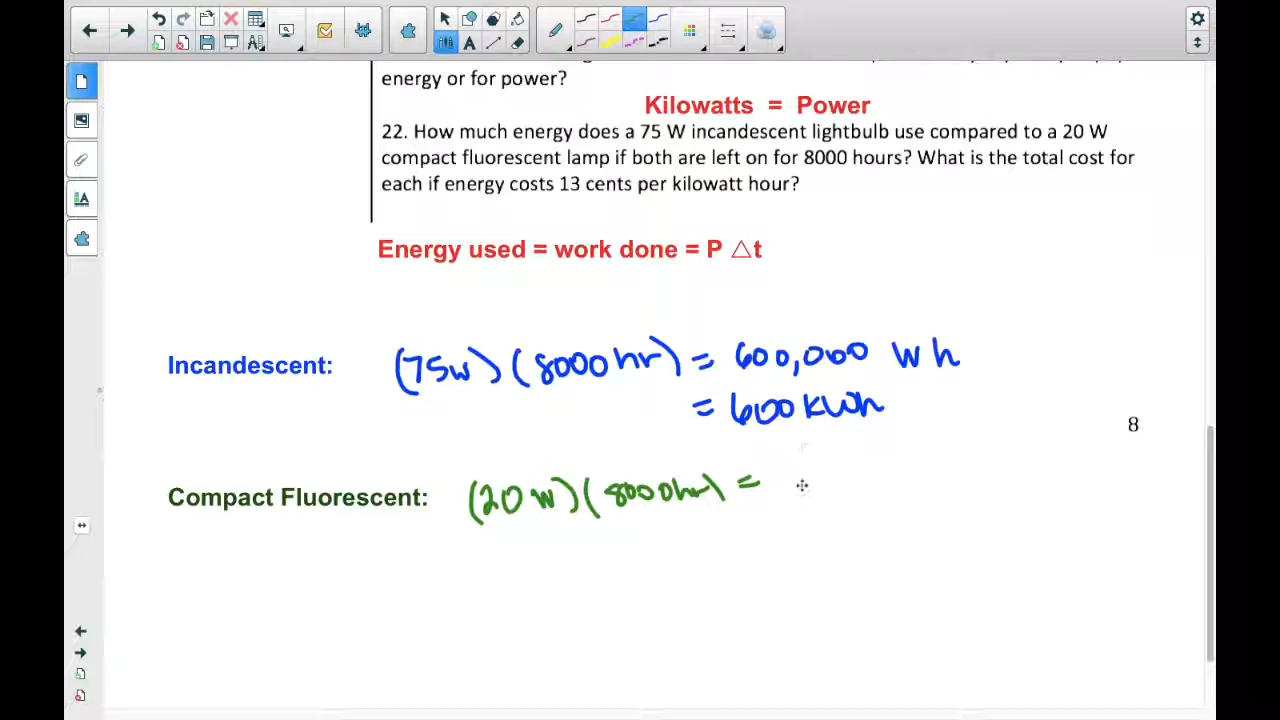 energy or for power?
Kilowatts = Power
22. How much energy does a 75 W incandescent lightbulb use compared to a 20 W
compact fluorescent lamp if both are left on for 8000 hours? What is the total cost for
each if energy costs 13 cents per kilowatt hour?
Energy used = work done = P △t
Incandescent: (75W) (8000hr) = 600,000 Wh
= 600 kWh
8
Compact Fluorescent: (20 W) (8000hr) =